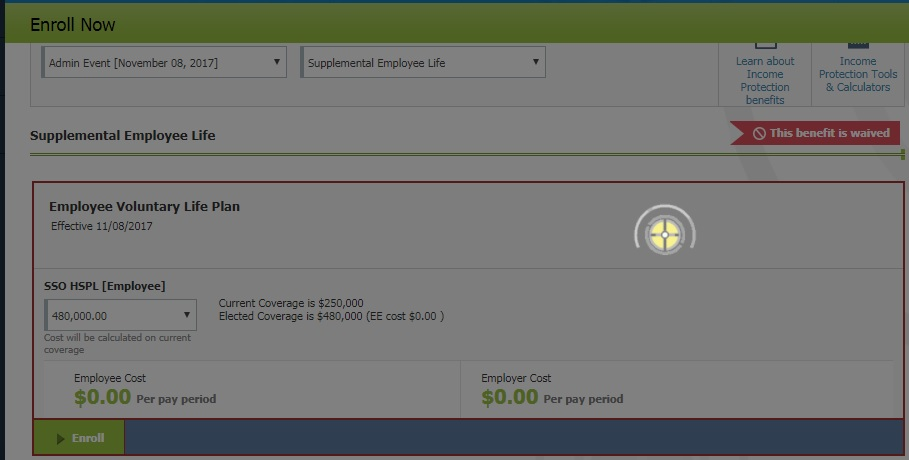 Enroll Now
Admin Event [November 08, 2017]
Supplemental Employee Life
Learn about
Income
Protection
benefits
Income
Protection Tools
& Calculators
Supplemental Employee Life
This benefit is waived
Employee Voluntary Life Plan
Effective 11/08/2017
SSO HSPL [Employee]
480,000.00
Cost will be calculated on current
coverage
Current Coverage is $250,000
Elected Coverage is $480,000 (EE cost $0.00 )
Employee Cost
$0.00 Per pay period
Employer Cost
$0.00 Per pay period
Enroll